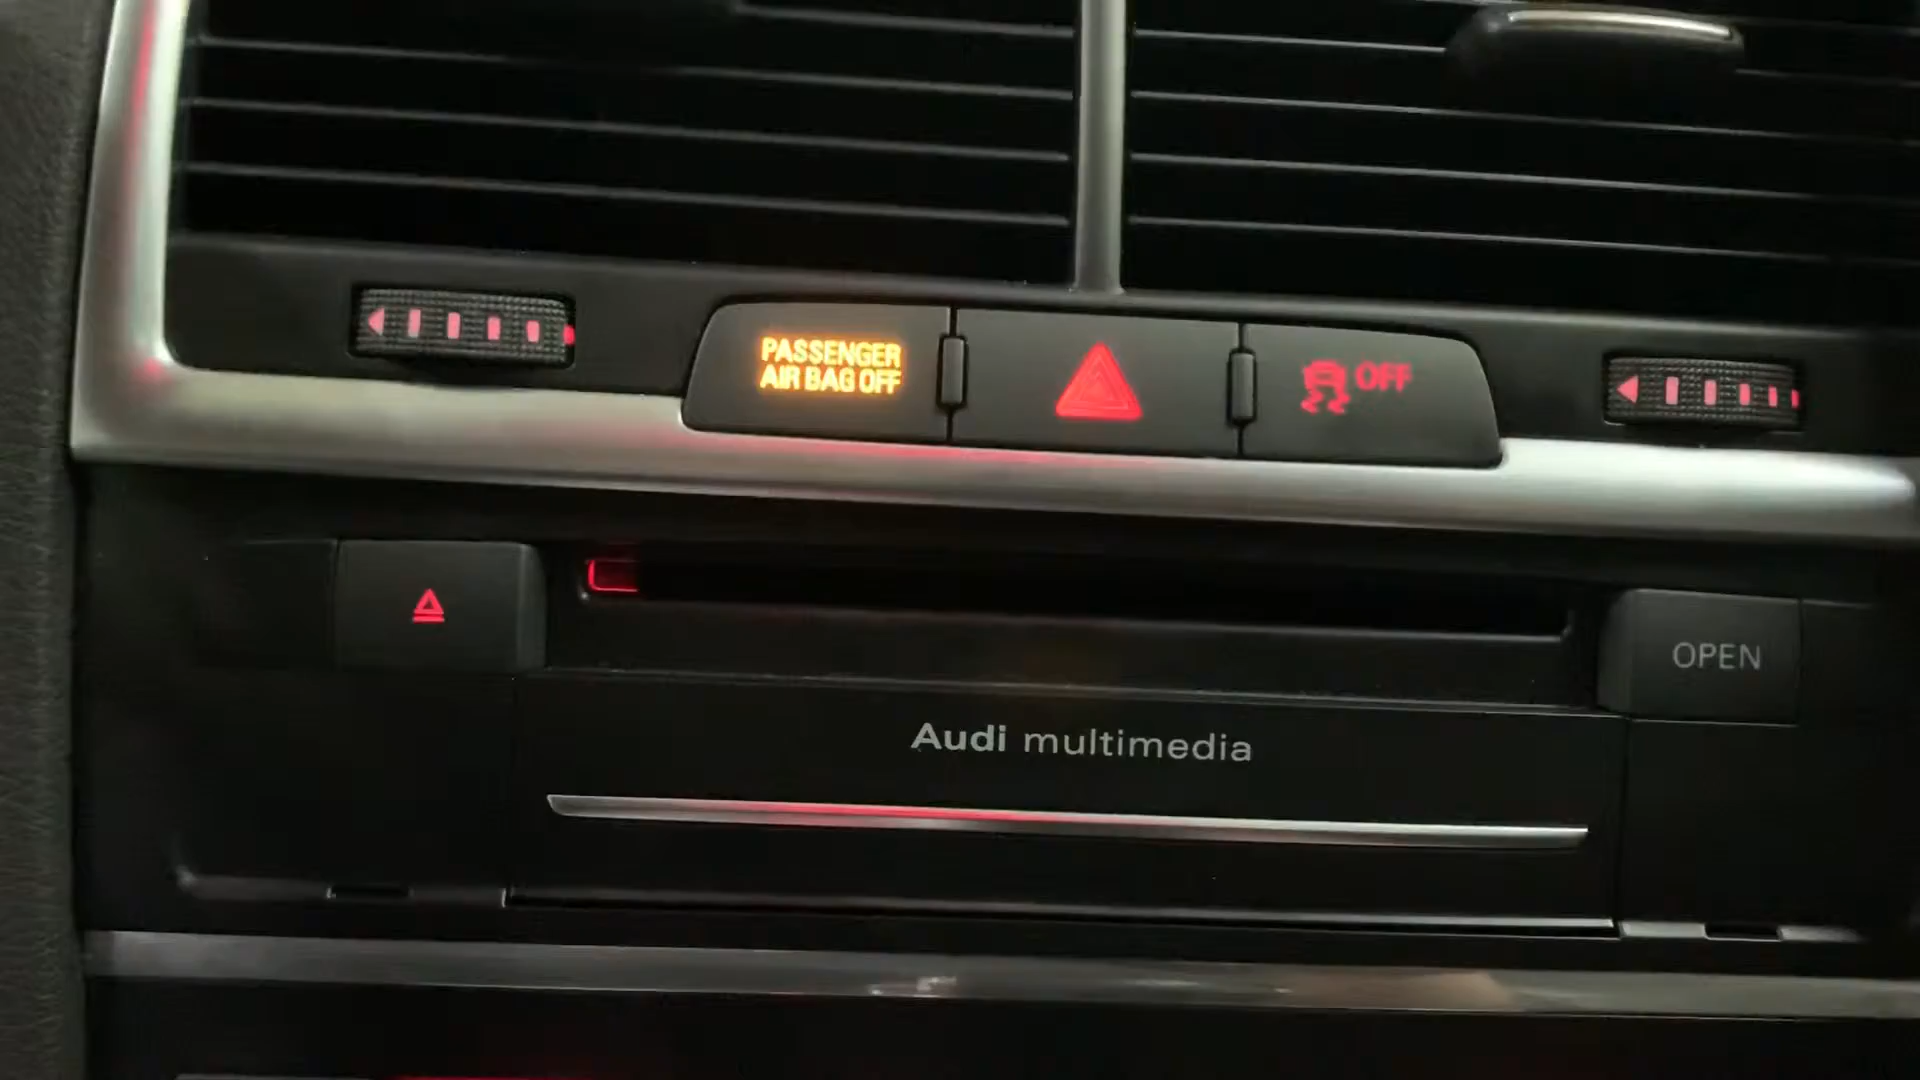 PASSENGER
AIR BAG OFF
OFF
OPEN
Audi multimedia